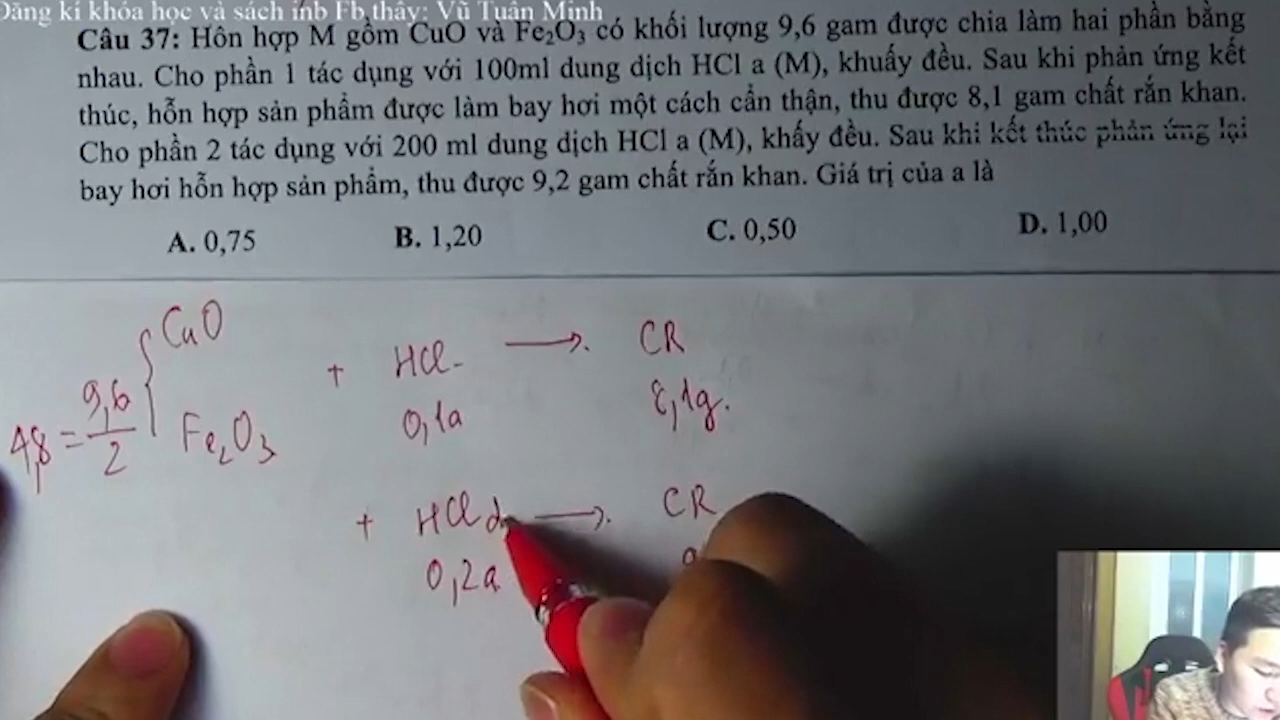 Đăng kí khóa học và sách inb Fb thầy: Vũ Tuấn Minh
Câu 37: Hỗn hợp M gồm CuO và Fe₂O₃ có khối lượng 9,6 gam được chia làm hai phần bằng
nhau. Cho phần 1 tác dụng với 100ml dung dịch HCl a (M), khuấy đều. Sau khi phản ứng kết
thúc, hỗn hợp sản phẩm được làm bay hơi một cách cẩn thận, thu được 8,1 gam chất rắn khan.
Cho phần 2 tác dụng với 200 ml dung dịch HCl a (M), khấy đều. Sau khi kết thúc phản ứng lại
bay hơi hỗn hợp sản phẩm, thu được 9,2 gam chất rắn khan. Giá trị của a là
A. 0,75 B. 1,20 C. 0,50 D. 1,00
CuO
+ HCl → CR
4,8 = 9,6/2
Fe₂O₃
0,1a 8,1g.
+ HCl d → CR
0,2a